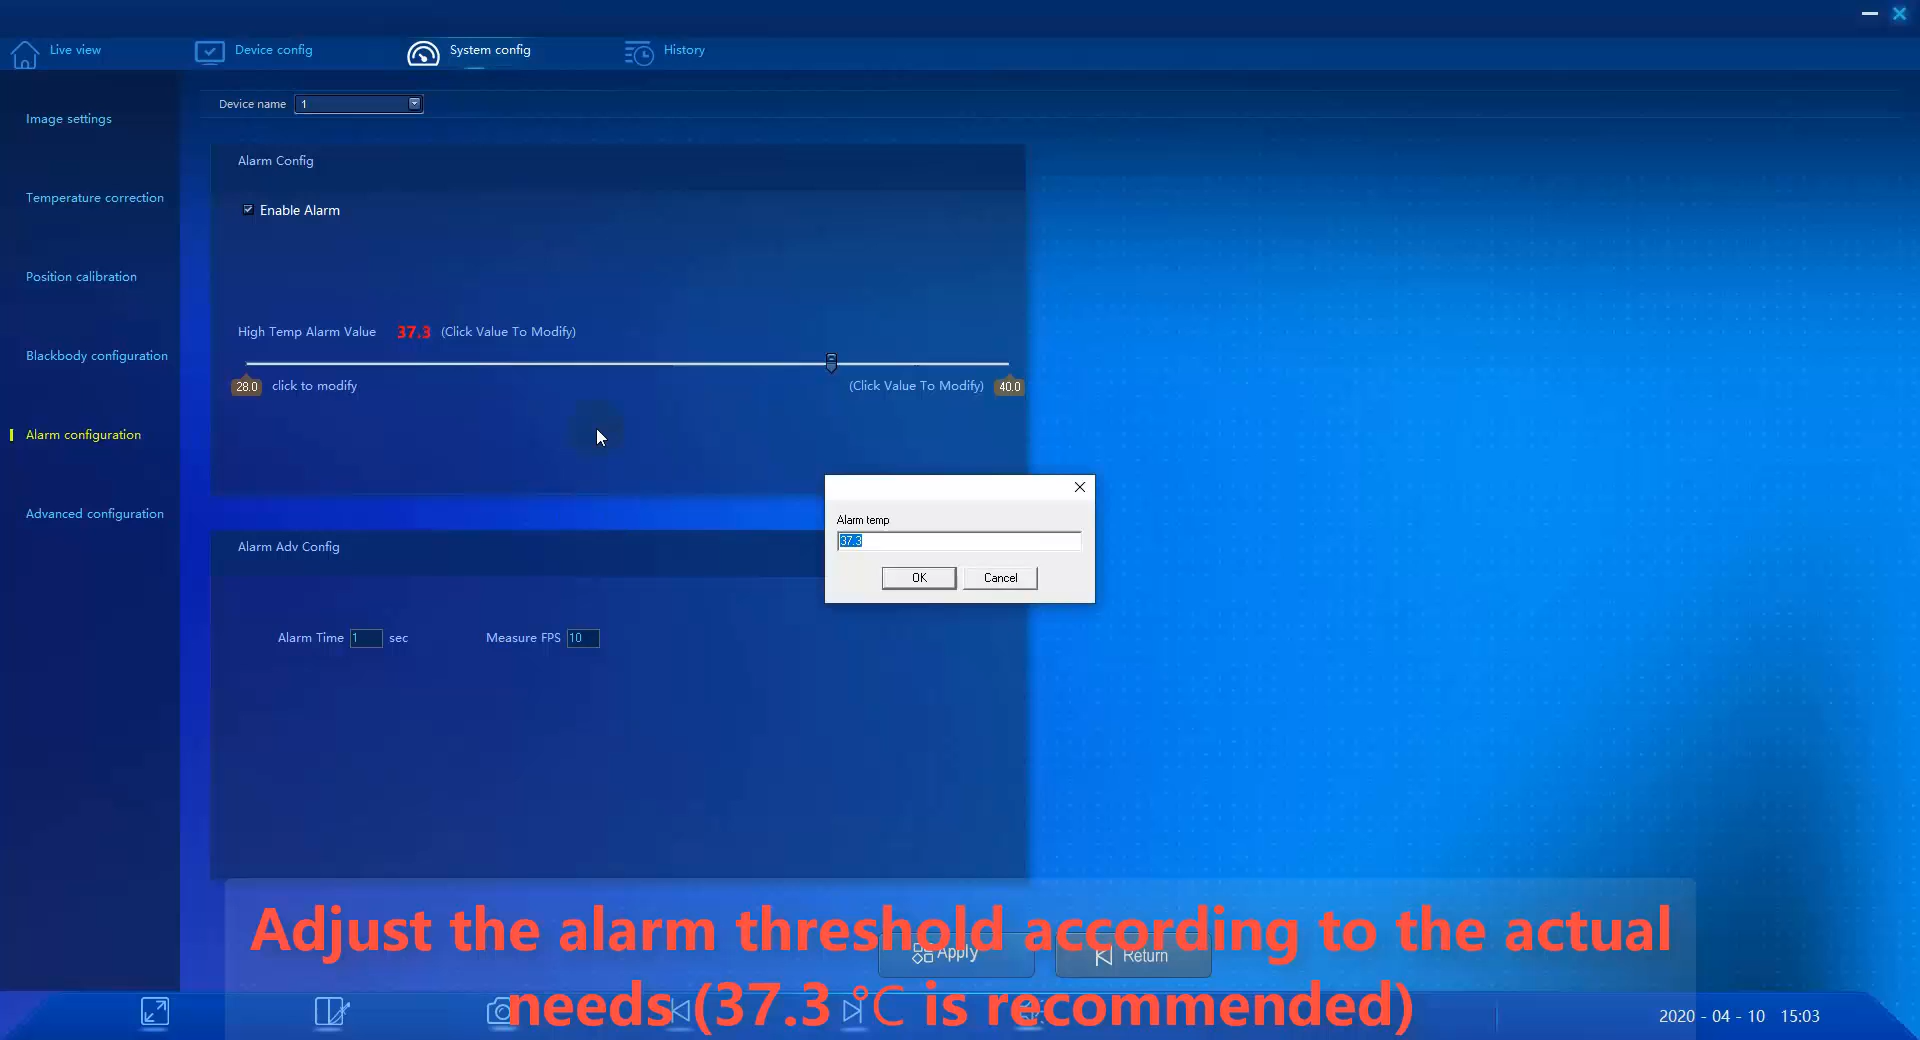 Live view
Device config
System config
History
Device name 1
Image settings
Temperature correction
Position calibration
Blackbody configuration
Alarm configuration
Advanced configuration
Alarm Config
Enable Alarm
High Temp Alarm Value 37.3 (Click Value To Modify)
28.0 click to modify
(Click Value To Modify) 40.0
Alarm temp
37.3
OK Cancel
Alarm Adv Config
Alarm Time 1 sec
Measure FPS 10
Apply
Return
Adjust the alarm threshold according to the actual
needs (37.3 °C is recommended)
2020 - 04 - 10 15:03